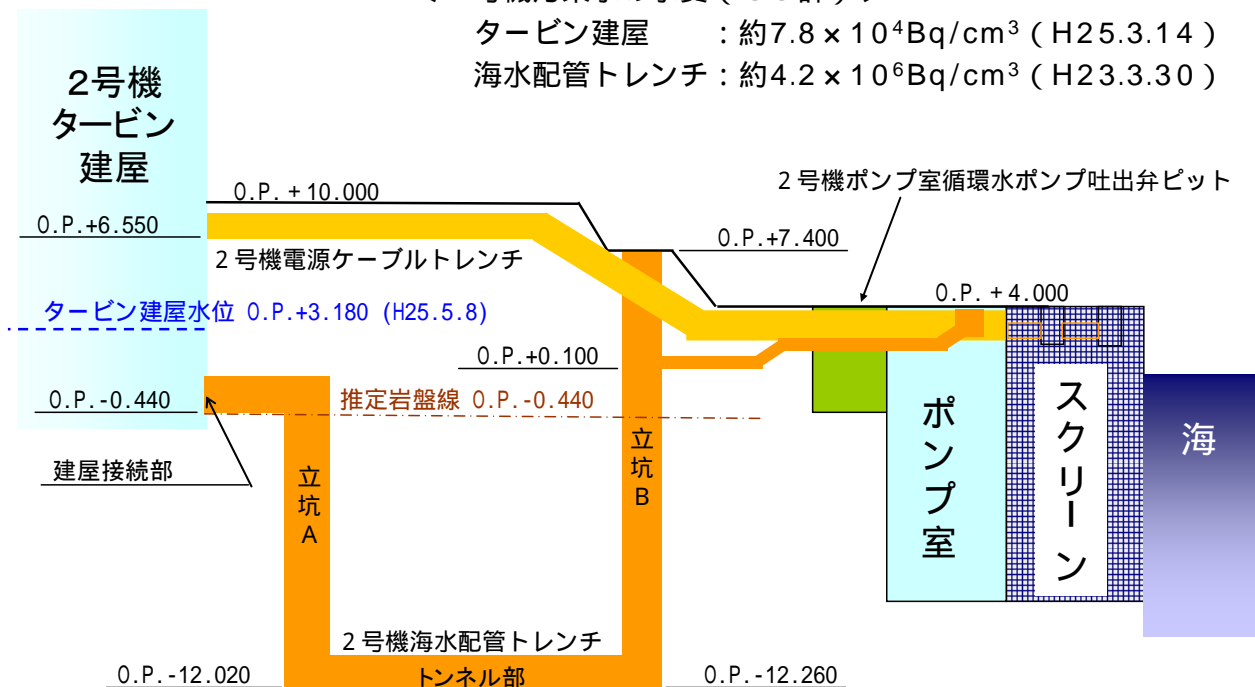 タービン建屋　　：約7.8×10⁴Bq/cm³（H25.3.14）
海水配管トレンチ：約4.2×10⁶Bq/cm³（H23.3.30）
2号機
タービン
建屋
O.P.+10.000
2号機ポンプ室循環水ポンプ吐出弁ピット
O.P.+6.550
O.P.+7.400
2号機電源ケーブルトレンチ
O.P.+4.000
タービン建屋水位 O.P.+3.180 (H25.5.8)
O.P.+0.100
O.P.-0.440
推定岩盤線 O.P.-0.440
建屋接続部
立坑A
立坑B
ポンプ室
スクリーン
海
2号機海水配管トレンチ
トンネル部
O.P.-12.020
O.P.-12.260